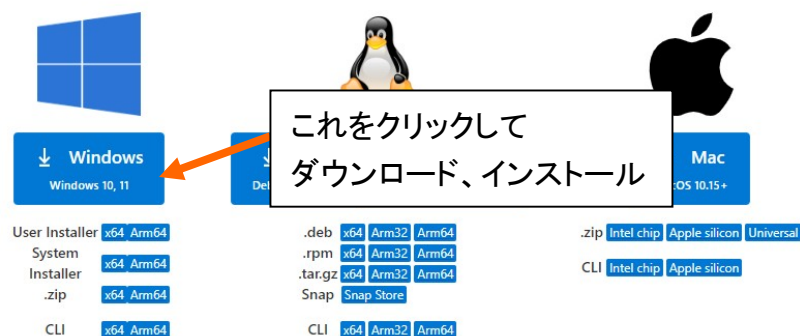 Windows
Windows 10, 11
これをクリックして
ダウンロード、インストール
Mac
User Installer x64 Arm64
System Installer x64 Arm64
.zip x64 Arm64
CLI x64 Arm64
.deb x64 Arm32 Arm64
.rpm x64 Arm32 Arm64
.tar.gz x64 Arm32 Arm64
Snap Snap Store
CLI x64 Arm32 Arm64
.zip Intel chip Apple silicon Universal
CLI Intel chip Apple silicon